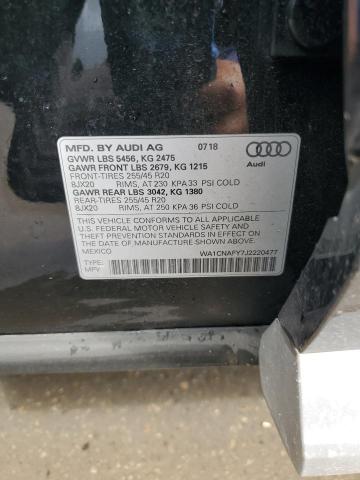 MFD. BY AUDI AG 07/18
GVWR LBS 5456, KG 2475
GAWR FRONT LBS 2679, KG 1215
FRONT-TIRES 255/45 R20
8JX20 RIMS, AT 230 KPA 33 PSI COLD
GAWR REAR LBS 3042, KG 1380
REAR-TIRES 255/45 R20
8JX20 RIMS, AT 250 KPA 36 PSI COLD
Audi
THIS VEHICLE CONFORMS TO ALL APPLICABLE
U.S. FEDERAL MOTOR VEHICLE SAFETY AND
THEFT PREVENTION STANDARDS IN EFFECT ON
THE DATE OF MANUFACTURE SHOWN ABOVE.
MEXICO WA1CNAFY7J2220477
TYPE:
MPV